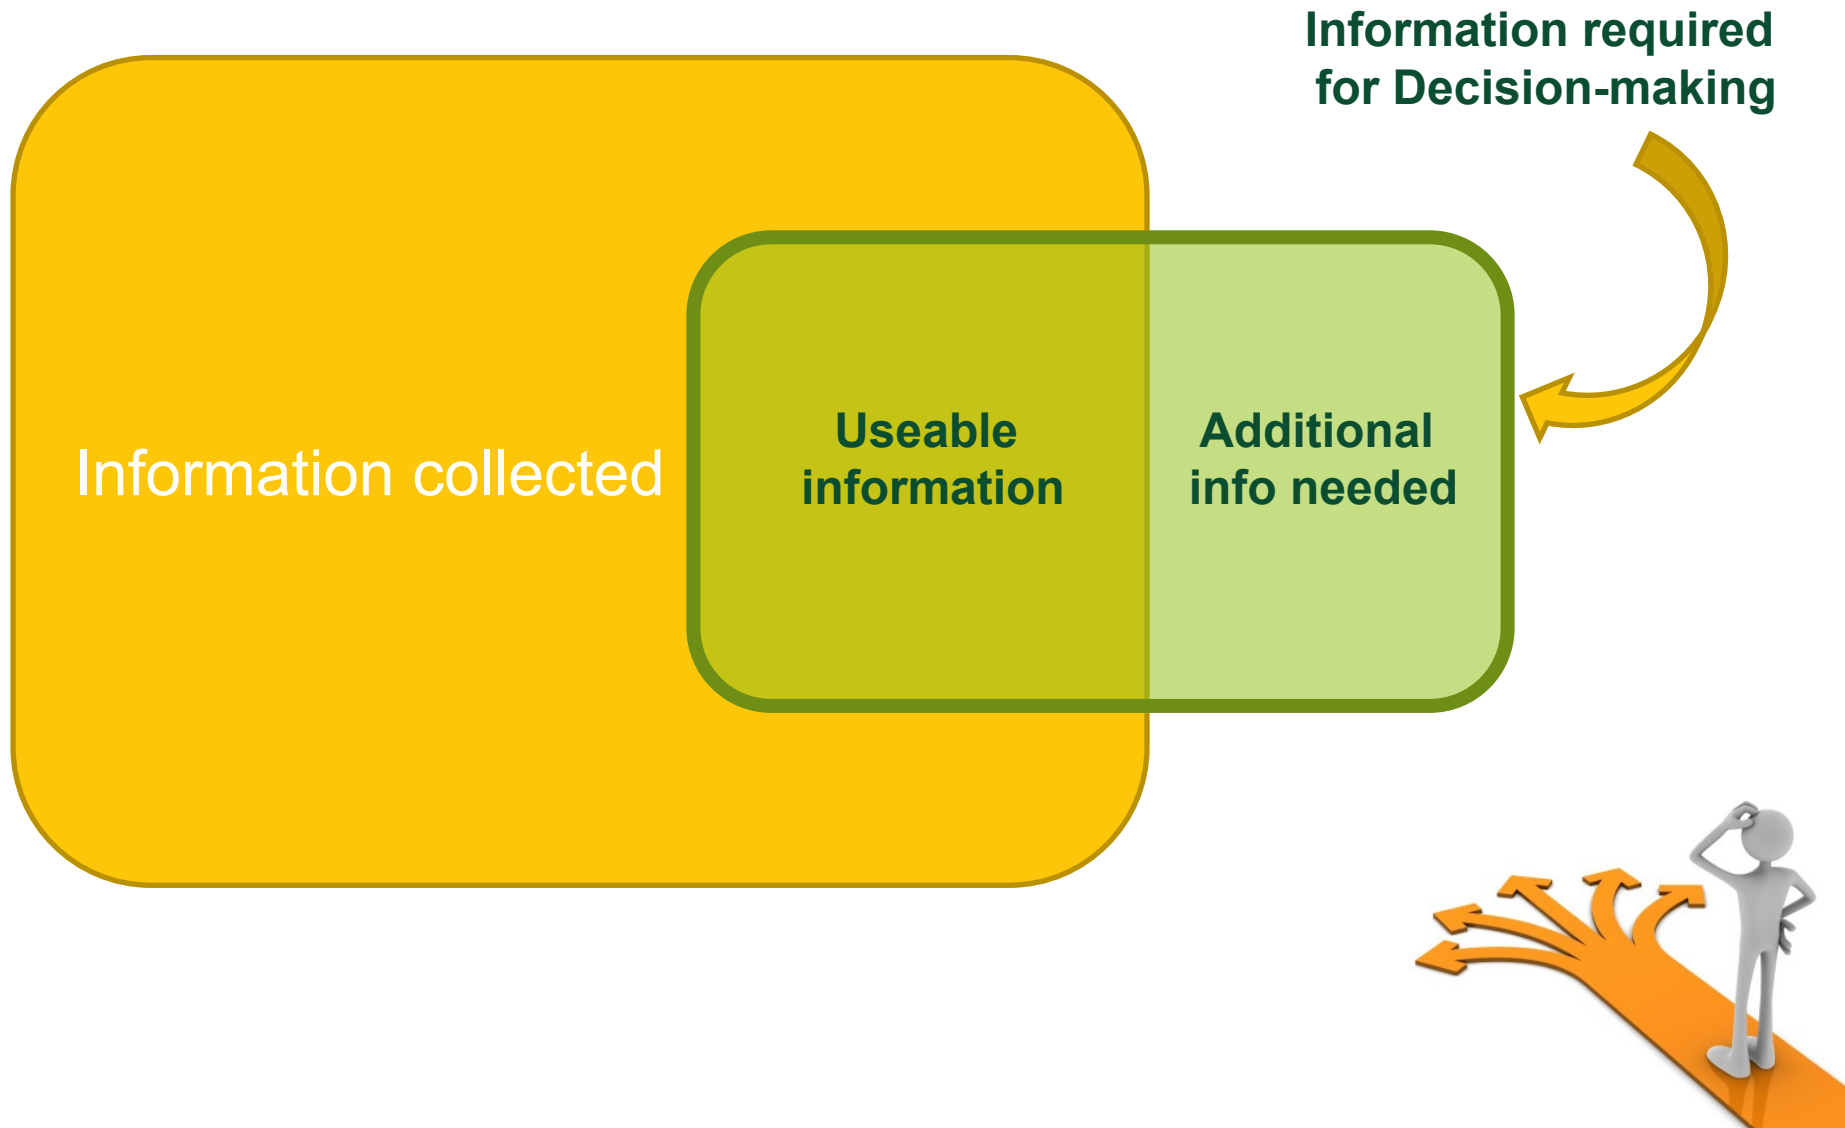 Information required
for Decision-making
Information collected
Useable
information
Additional
info needed